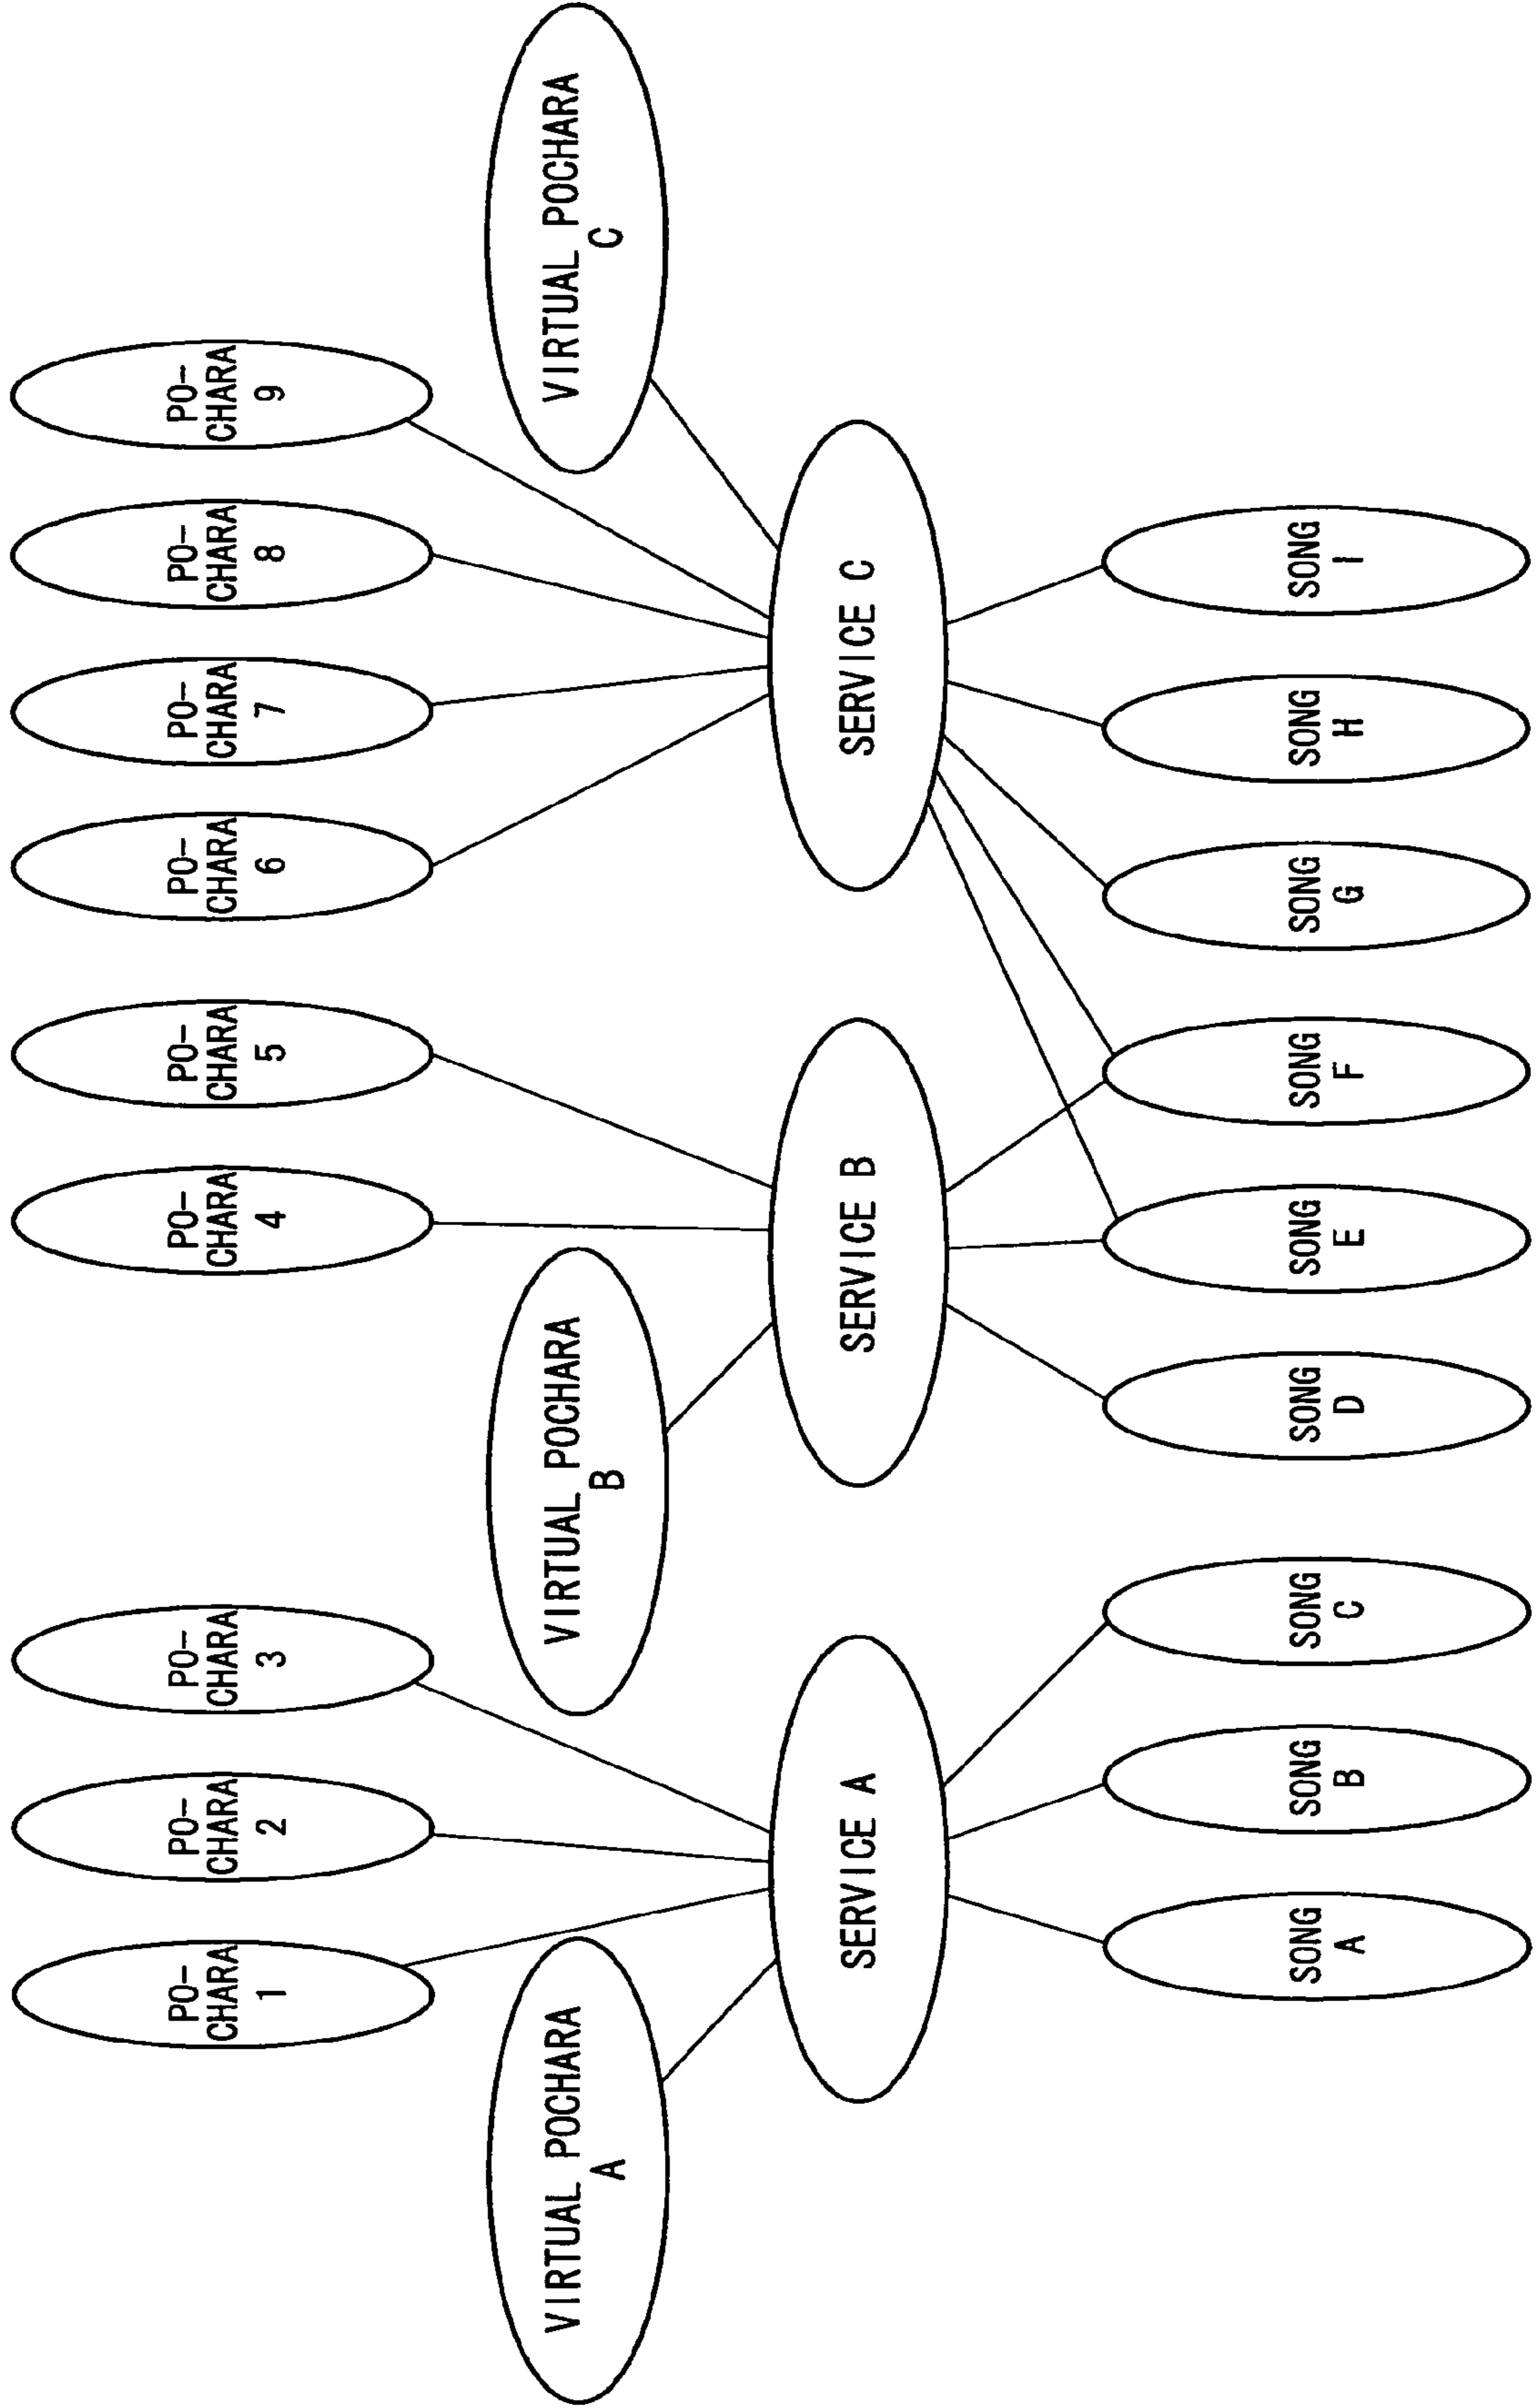 PO-
CHARA
1
PO-
CHARA
2
PO-
CHARA
3
PO-
CHARA
4
PO-
CHARA
5
PO-
CHARA
6
PO-
CHARA
7
PO-
CHARA
8
PO-
CHARA
9
VIRTUAL POCHARA
A
VIRTUAL POCHARA
B
VIRTUAL POCHARA
C
SERVICE A
SERVICE B
SERVICE C
SONG
A
SONG
B
SONG
C
SONG
D
SONG
E
SONG
F
SONG
G
SONG
H
SONG
I